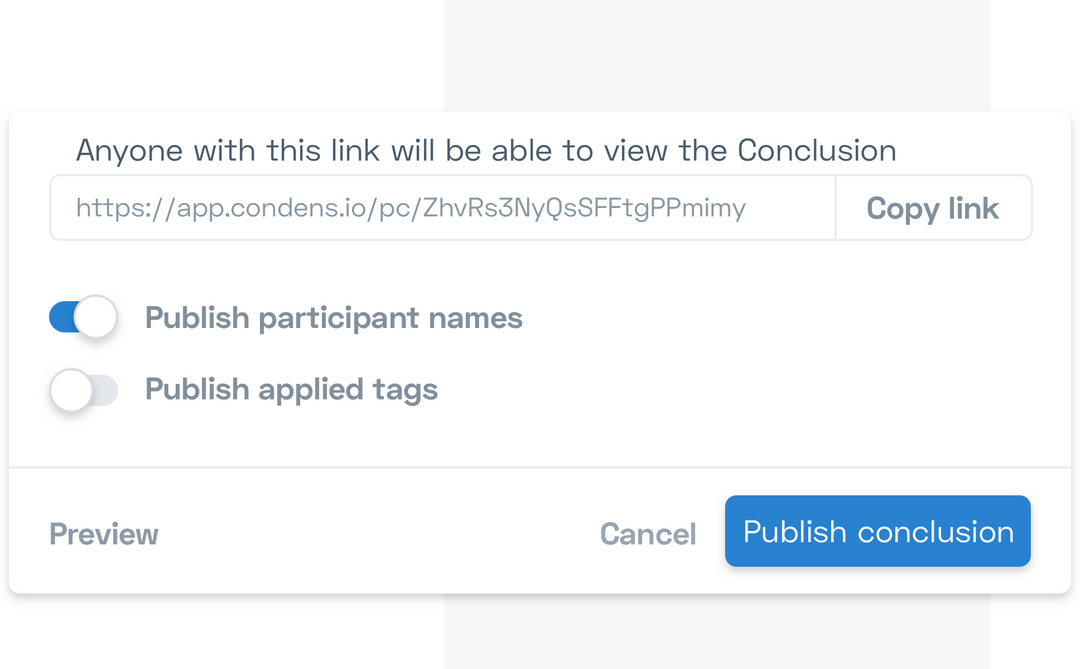 Anyone with this link will be able to view the Conclusion
https://app.condens.io/pc/ZhvRs3NyQsSFFtgPPmimy
Copy link
Publish participant names
Publish applied tags
Preview
Cancel
Publish conclusion